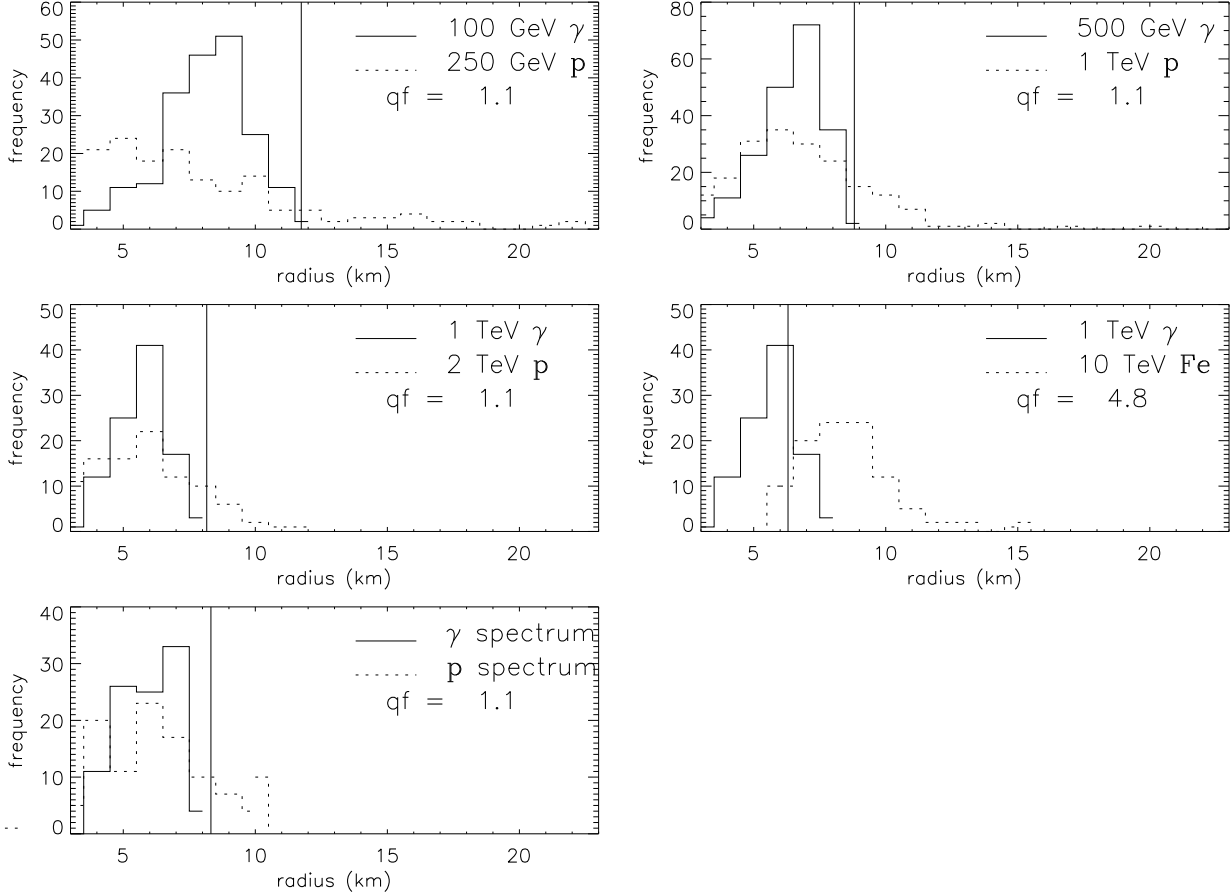 60
50
40
30
20
10
0
frequency
100 GeV γ
250 GeV p
qf = 1.1
5 10 15 20
radius (km)
80
60
40
20
0
frequency
500 GeV γ
1 TeV p
qf = 1.1
5 10 15 20
radius (km)
50
40
30
20
10
0
frequency
1 TeV γ
2 TeV p
qf = 1.1
5 10 15 20
radius (km)
50
40
30
20
10
0
frequency
1 TeV γ
10 TeV Fe
qf = 4.8
5 10 15 20
radius (km)
40
30
20
10
0
frequency
γ spectrum
p spectrum
qf = 1.1
5 10 15 20
radius (km)